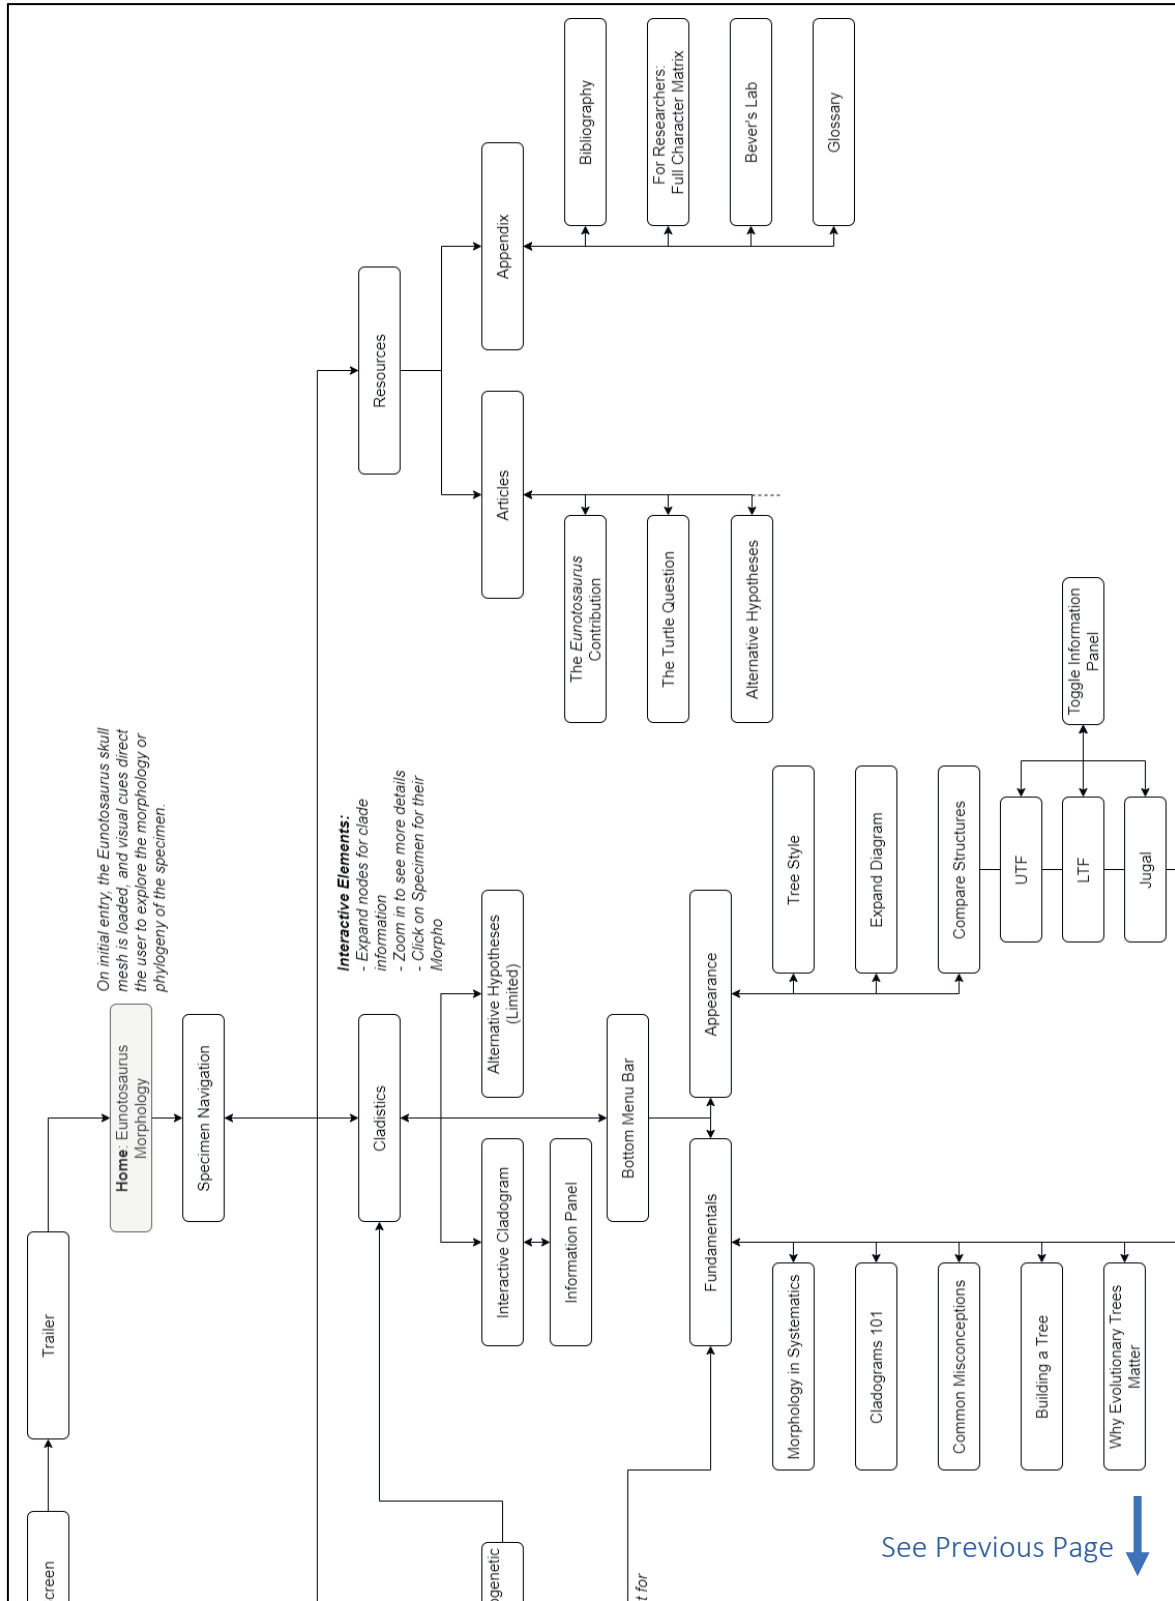 creen
Trailer
Home: Eunotosaurus
Morphology
On initial entry, the Eunotosaurus skull
mesh is loaded, and visual cues direct
the user to explore the morphology or
phylogeny of the specimen.
Specimen Navigation
Cladistics
Interactive Elements:
- Expand nodes for clade
information
- Zoom in to see more details
- Click on Specimen for their
Morpho
Resources
ogenetic
Interactive Cladogram
Information Panel
Alternative Hypotheses
(Limited)
Articles
Appendix
The Eunotosaurus
Contribution
The Turtle Question
Alternative Hypotheses
Bibliography
For Researchers:
Full Character Matrix
Bever's Lab
Glossary
t for
Bottom Menu Bar
Fundamentals
Appearance
Morphology in Systematics
Cladograms 101
Common Misconceptions
Building a Tree
Why Evolutionary Trees
Matter
Tree Style
Expand Diagram
Compare Structures
UTF
LTF
Jugal
Toggle Information
Panel
See Previous Page